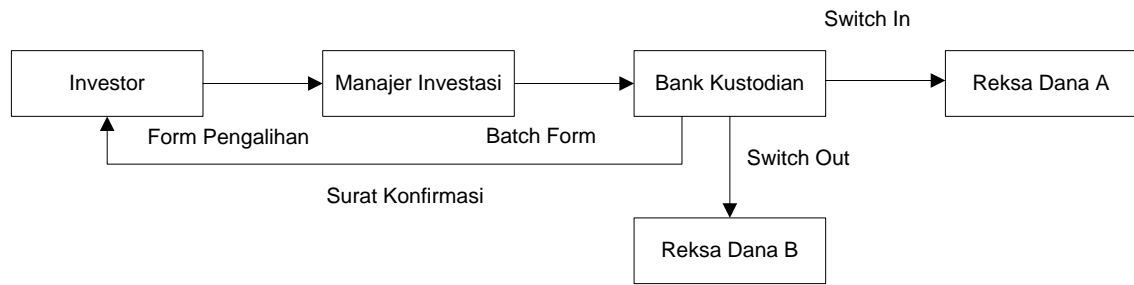 Switch In
Investor
Manajer Investasi
Bank Kustodian
Reksa Dana A
Form Pengalihan
Batch Form
Switch Out
Surat Konfirmasi
Reksa Dana B